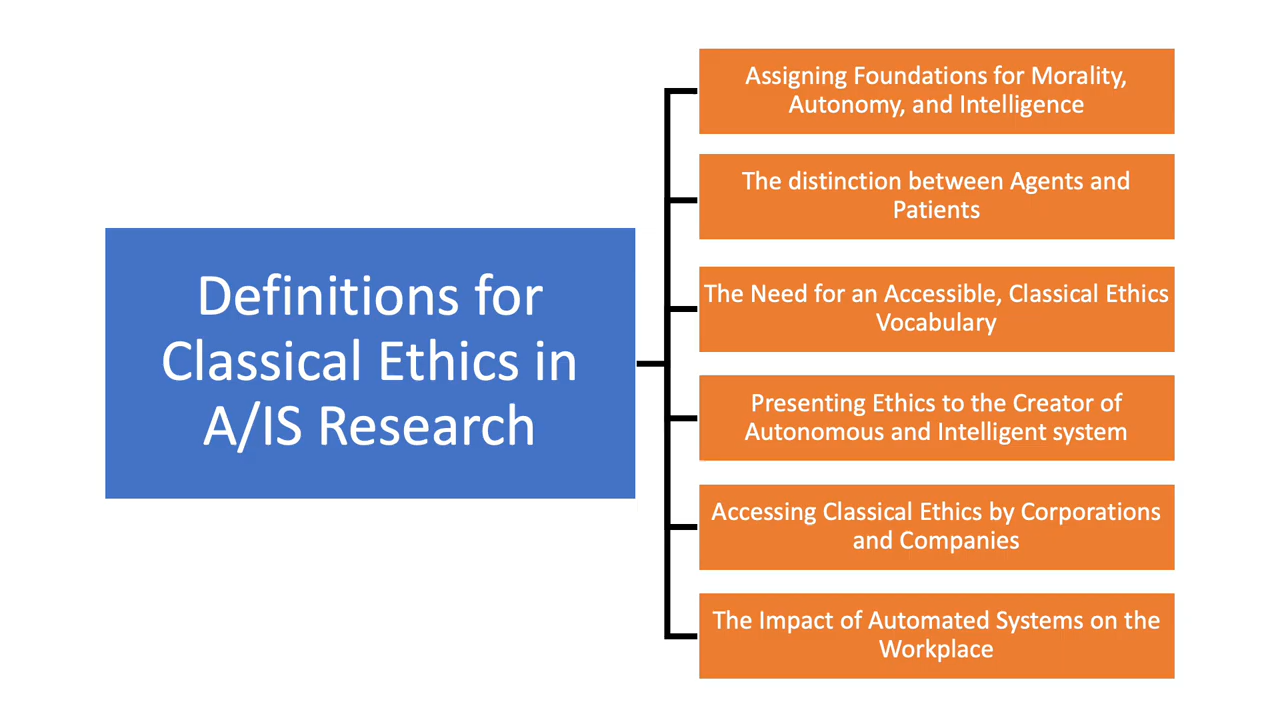 Definitions for
Classical Ethics in
A/IS Research
Assigning Foundations for Morality,
Autonomy, and Intelligence
The distinction between Agents and
Patients
The Need for an Accessible, Classical Ethics
Vocabulary
Presenting Ethics to the Creator of
Autonomous and Intelligent system
Accessing Classical Ethics by Corporations
and Companies
The Impact of Automated Systems on the
Workplace